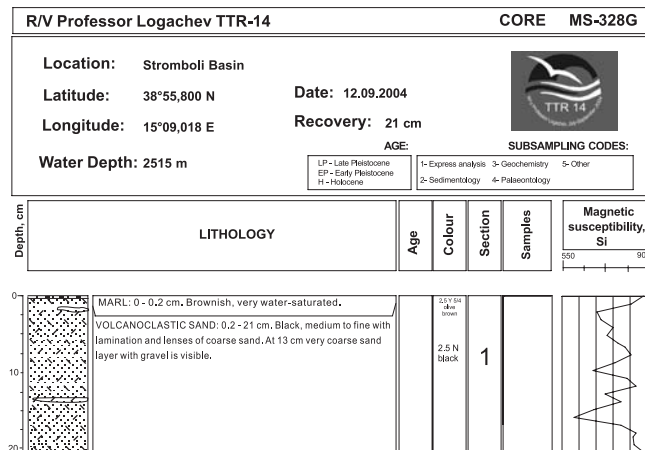 R/V Professor Logachev TTR-14 CORE MS-328G
Location: Stromboli Basin
Latitude: 38°55,800 N Date: 12.09.2004
Longitude: 15°09,018 E Recovery: 21 cm
Water Depth: 2515 m
TTR 14
AGE: SUBSAMPLING CODES:
LP - Late Pleistocene
EP - Early Pleistocene
H - Holocene
1- Express analysis 3- Geochemistry 5- Other
2- Sedimentology 4- Palaeontology
Depth, cm
LITHOLOGY
Age
Colour
Section
Samples
Magnetic
susceptibility,
Si
550 90
0
MARL: 0 - 0.2 cm. Brownish, very water-saturated.
VOLCANOCLASTIC SAND: 0.2 - 21 cm. Black, medium to fine with
lamination and lenses of coarse sand. At 13 cm very coarse sand
layer with gravel is visible.
2.5 Y 5/4
olive
brown
2.5 N
black
1
10
20